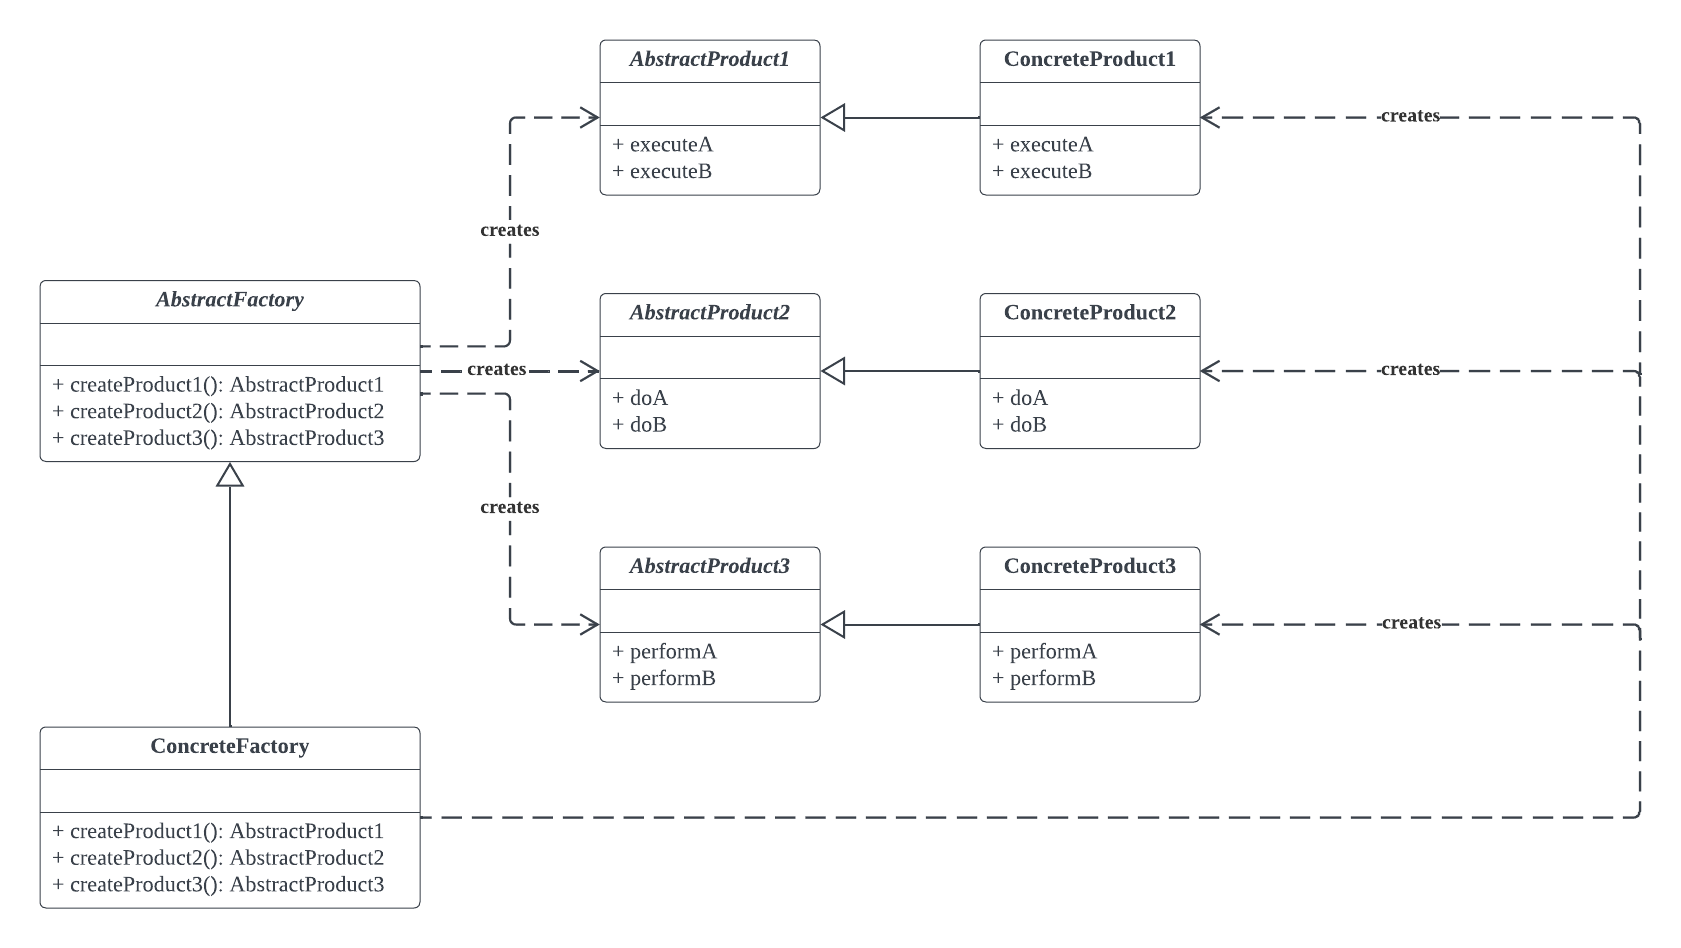 AbstractProduct1
+ executeA
+ executeB
ConcreteProduct1
+ executeA
+ executeB
creates
creates
AbstractFactory
+ createProduct1(): AbstractProduct1
+ createProduct2(): AbstractProduct2
+ createProduct3(): AbstractProduct3
creates
AbstractProduct2
+ doA
+ doB
ConcreteProduct2
+ doA
+ doB
creates
creates
AbstractProduct3
+ performA
+ performB
ConcreteProduct3
+ performA
+ performB
creates
ConcreteFactory
+ createProduct1(): AbstractProduct1
+ createProduct2(): AbstractProduct2
+ createProduct3(): AbstractProduct3